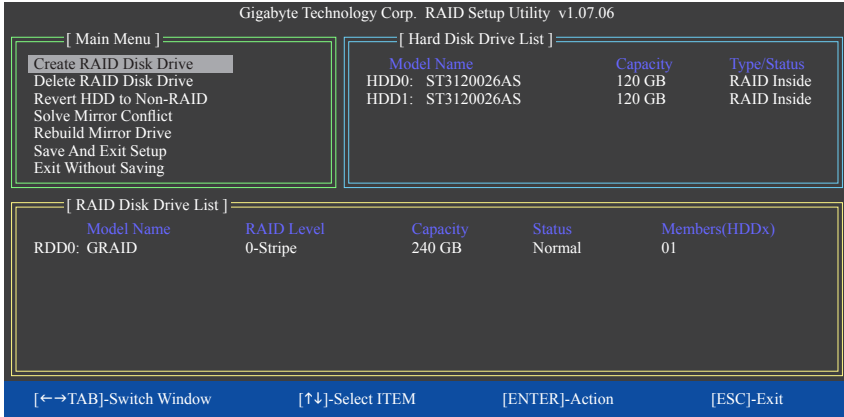 Gigabyte Technology Corp. RAID Setup Utility v1.07.06
[ Main Menu ]
Create RAID Disk Drive
Delete RAID Disk Drive
Revert HDD to Non-RAID
Solve Mirror Conflict
Rebuild Mirror Drive
Save And Exit Setup
Exit Without Saving
[ Hard Disk Drive List ]
Model Name Capacity Type/Status
HDD0: ST3120026AS 120 GB RAID Inside
HDD1: ST3120026AS 120 GB RAID Inside
[ RAID Disk Drive List ]
Model Name RAID Level Capacity Status Members(HDDx)
RDD0: GRAID 0-Stripe 240 GB Normal 01
[←→TAB]-Switch Window [↑↓]-Select ITEM [ENTER]-Action [ESC]-Exit